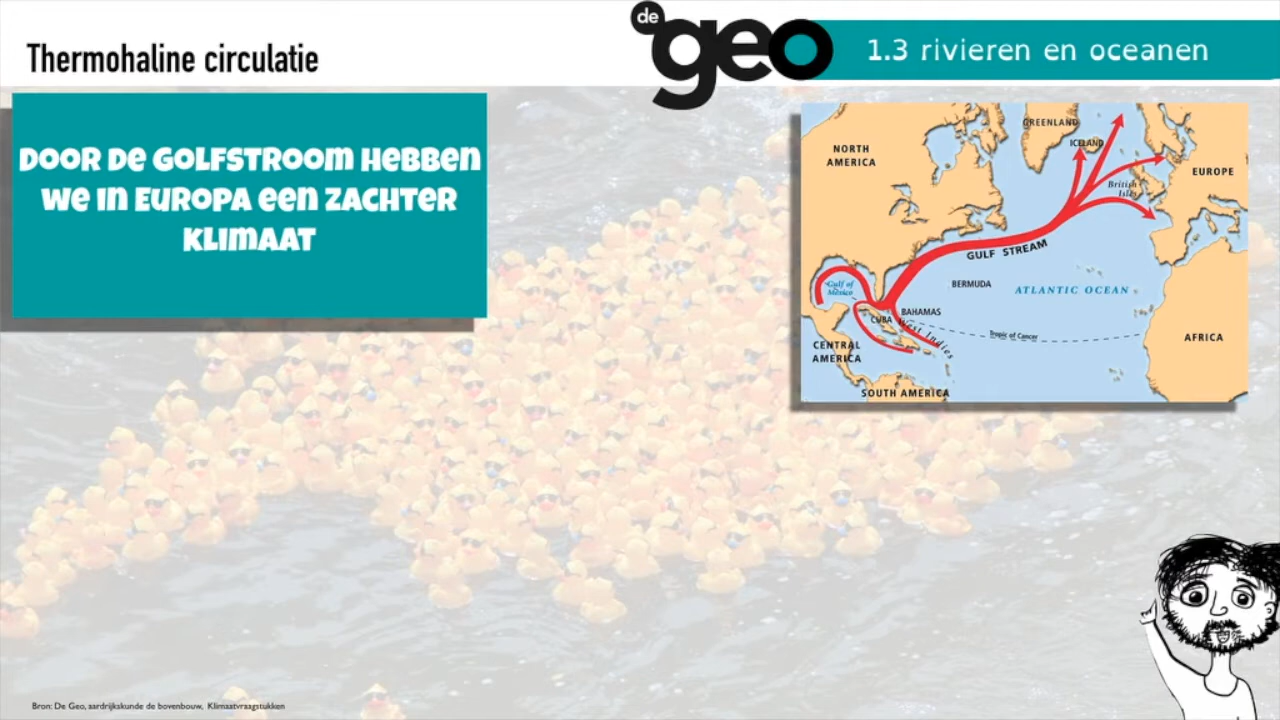 Thermohaline circulatie
de
geo
1.3 rivieren en oceanen
DOOR DE GOLFSTROOM HEBBEN
WE IN EUROPA EEN ZACHTER
KLIMAAT
GREENLAND
ICELAND
NORTH
AMERICA
EUROPE
British
Isles
GULF STREAM
Gulf of
Mexico
BERMUDA
ATLANTIC OCEAN
BAHAMAS
CUBA
West Indies
Tropic of Cancer
AFRICA
CENTRAL
AMERICA
SOUTH AMERICA
Bron: De Geo, aardrijkskunde de bovenbouw, Klimaatvraagstukken